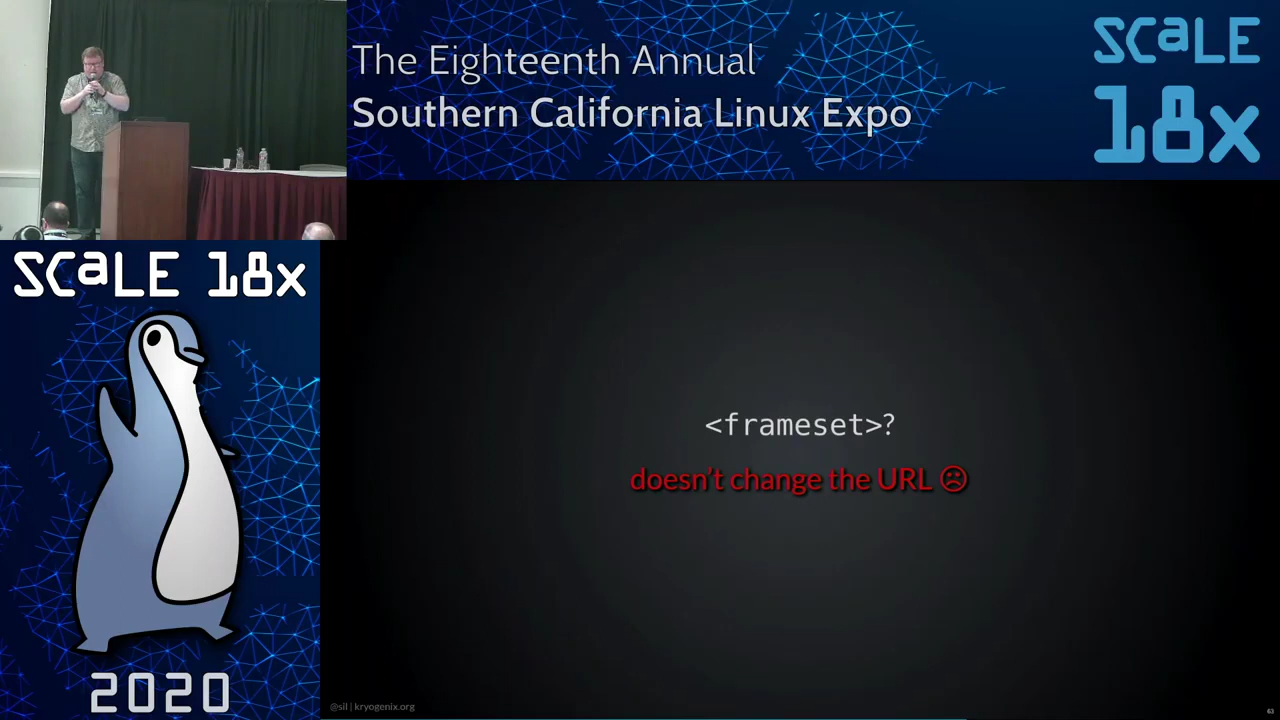 The Eighteenth Annual
Southern California Linux Expo
SCaLE
18x
SCaLE 18x
2020
<frameset>?
doesn't change the URL ☹
@sil | kryogenix.org
63